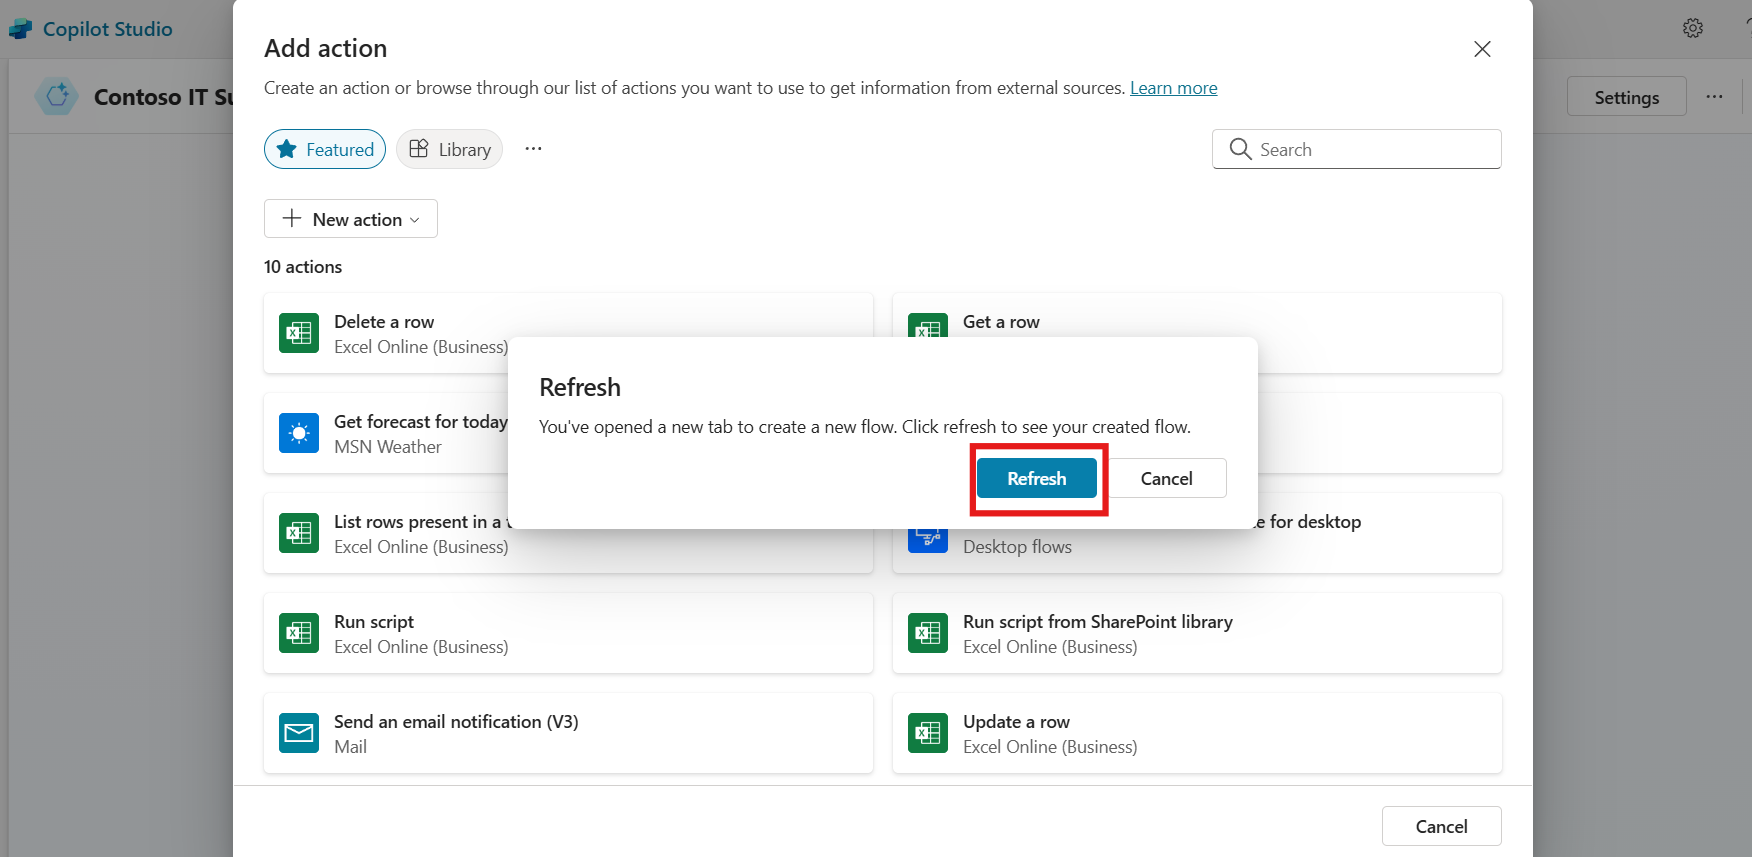 Copilot Studio
Contoso IT Su
Settings
Add action
Create an action or browse through our list of actions you want to use to get information from external sources. Learn more
Featured
Library
Search
New action
10 actions
Delete a row
Excel Online (Business)
Get a row
Get forecast for today
MSN Weather
Refresh
You've opened a new tab to create a new flow. Click refresh to see your created flow.
Refresh
Cancel
List rows present in a
Excel Online (Business)
for desktop
Desktop flows
Run script
Excel Online (Business)
Run script from SharePoint library
Excel Online (Business)
Send an email notification (V3)
Mail
Update a row
Excel Online (Business)
Cancel